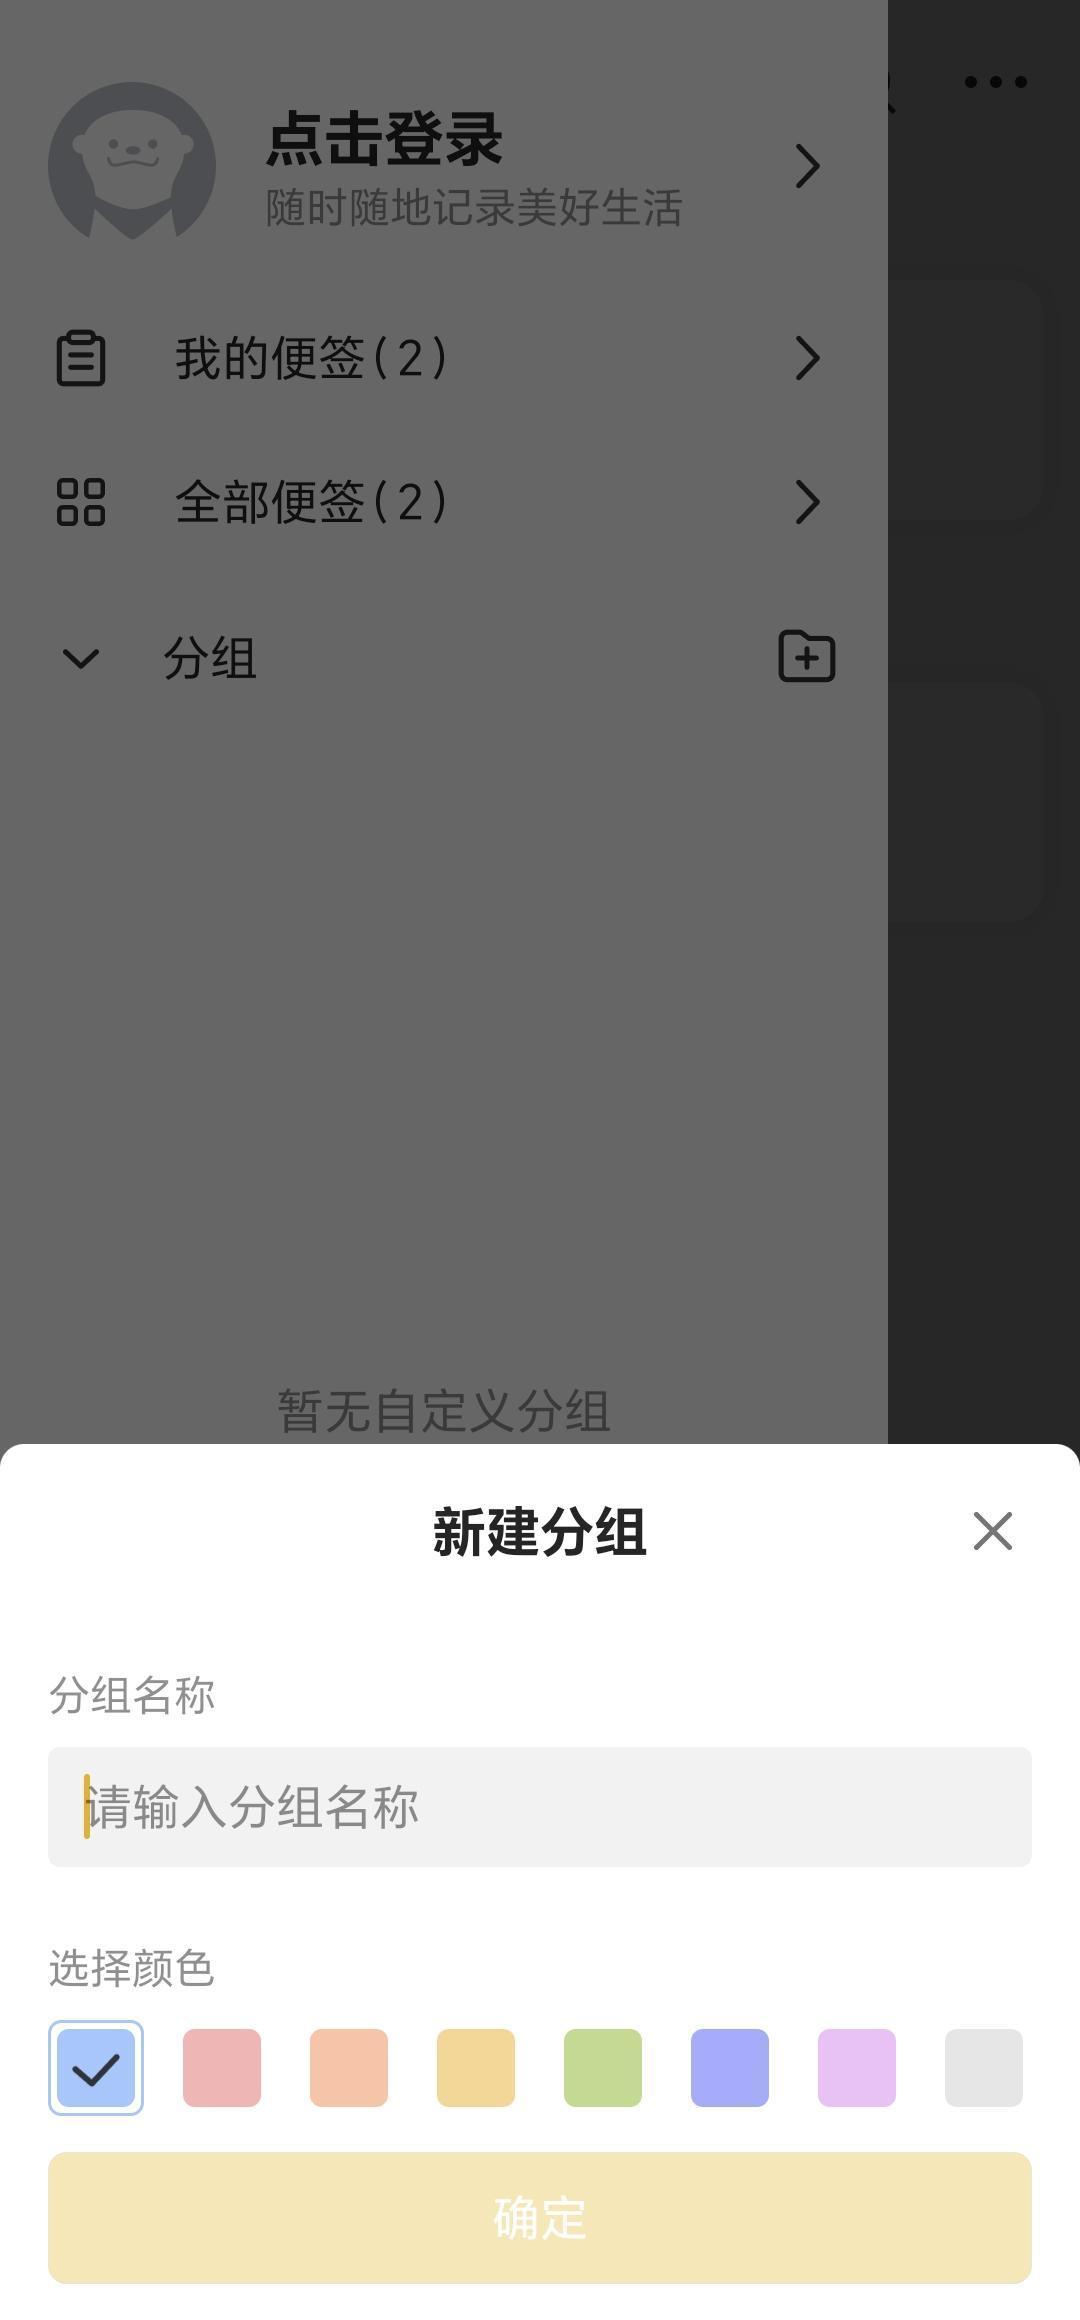 点击登录
随时随地记录美好生活
我的便签(2)
全部便签(2)
分组
暂无自定义分组
新建分组
分组名称
请输入分组名称
选择颜色
确定